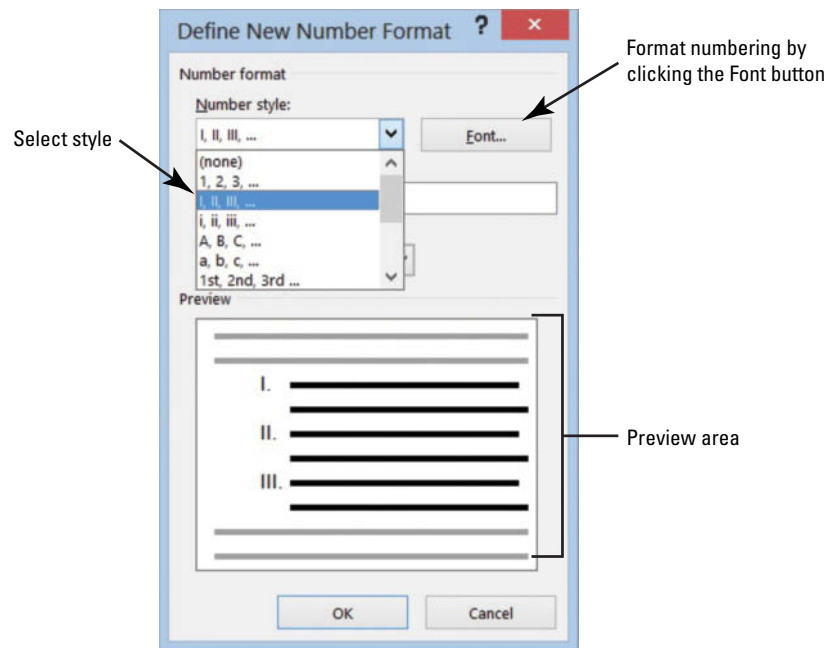 Define New Number Format ? ×
Format numbering by
clicking the Font button
Number format
Number style:
I, II, III, ...
Font...
Select style
(none)
1, 2, 3, ...
I, II, III, ...
i, ii, iii, ...
A, B, C, ...
a, b, c, ...
1st, 2nd, 3rd ...
Preview
I.
II.
III.
Preview area
OK
Cancel